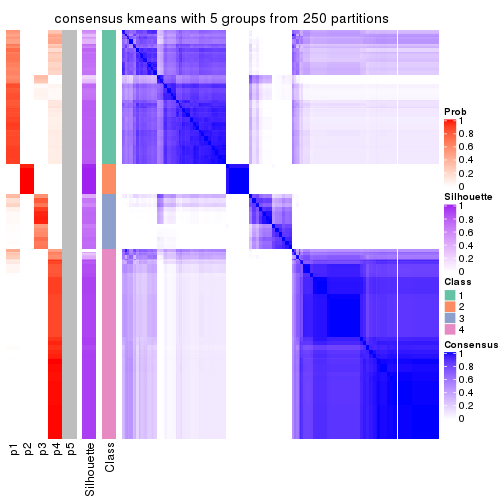 consensus kmeans with 5 groups from 250 partitions
Prob
1
0.8
0.6
0.4
0.2
0
Silhouette
1
0.8
0.6
0.4
0.2
0
Class
1
2
3
4
Consensus
1
0.8
0.6
0.4
0.2
0
p1
p2
p3
p4
p5
Silhouette
Class